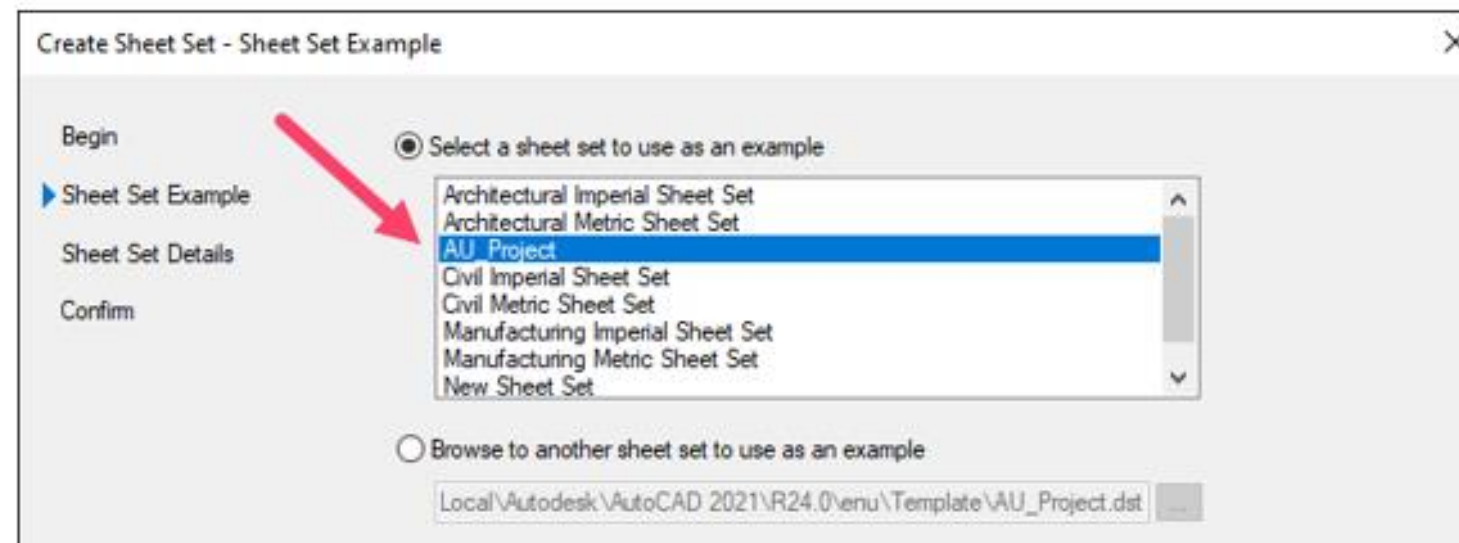 Create Sheet Set - Sheet Set Example
Begin
Sheet Set Example
Sheet Set Details
Confirm
Select a sheet set to use as an example
Architectural Imperial Sheet Set
Architectural Metric Sheet Set
AU_Project
Civil Imperial Sheet Set
Civil Metric Sheet Set
Manufacturing Imperial Sheet Set
Manufacturing Metric Sheet Set
New Sheet Set
Browse to another sheet set to use as an example
Local\Autodesk\AutoCAD 2021\R24.0\enu\Template\AU_Project.dst
...